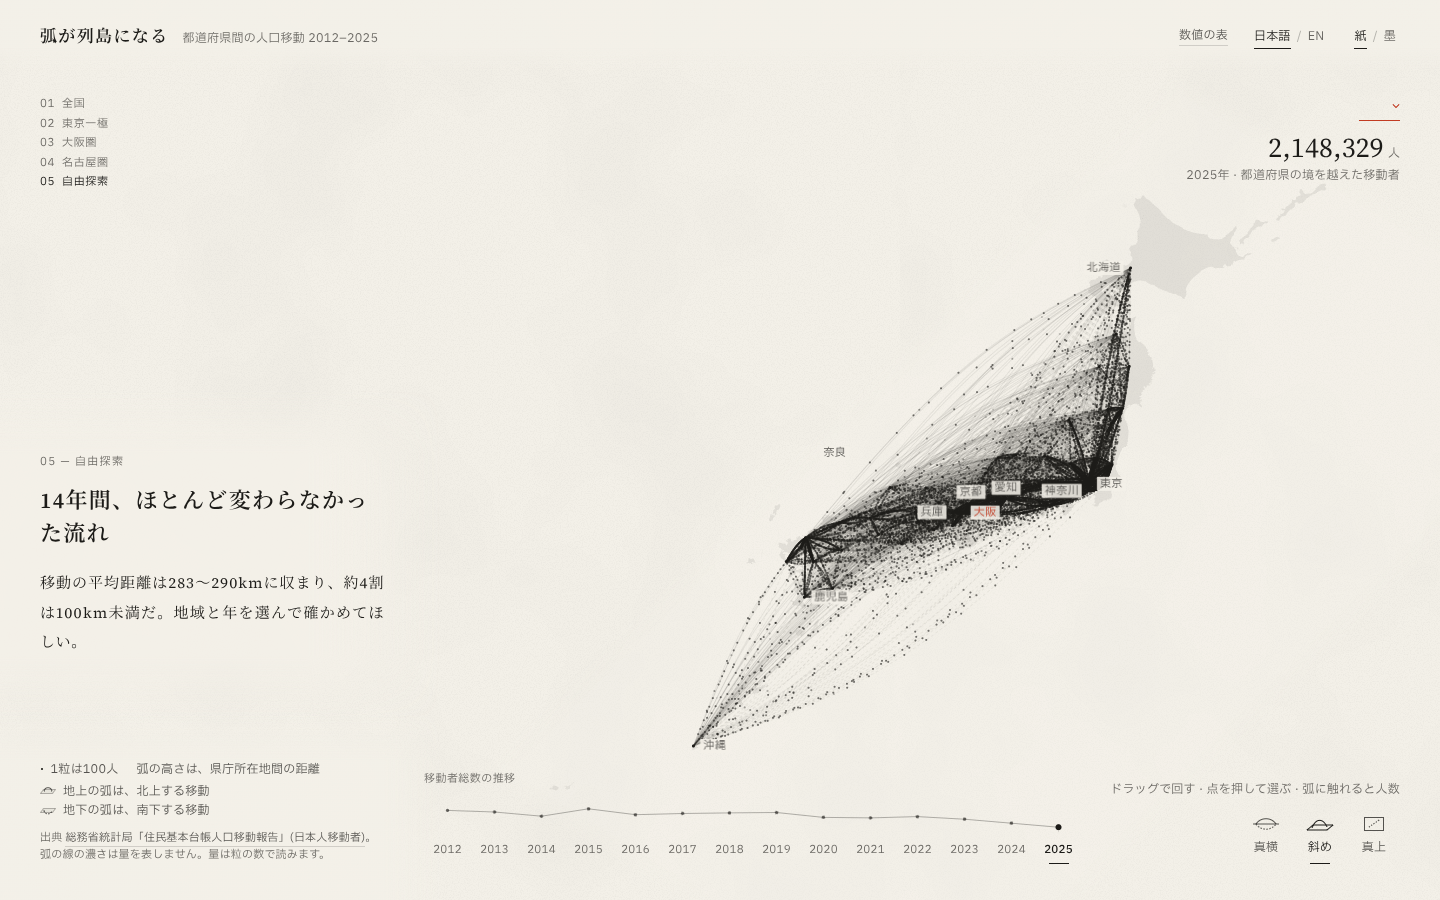 弧が列島になる 都道府県間の人口移動 2012–2025
数値の表 日本語 / EN 紙 / 墨
01 全国
02 東京一極
03 大阪圏
04 名古屋圏
05 自由探索
2,148,329 人
2025年 · 都道府県の境を越えた移動者
北海道
奈良
東京
神奈川
愛知
京都
大阪
兵庫
鹿児島
沖縄
05 — 自由探索
14年間、ほとんど変わらなかっ
た流れ
移動の平均距離は283〜290kmに収まり、約4割
は100km未満だ。地域と年を選んで確かめてほ
しい。
· 1粒は100人 弧の高さは、県庁所在地間の距離
地上の弧は、北上する移動
地下の弧は、南下する移動
出典 総務省統計局「住民基本台帳人口移動報告」(日本人移動者)。
弧の線の濃さは量を表しません。量は粒の数で読みます。
移動者総数の推移
2012 2013 2014 2015 2016 2017 2018 2019 2020 2021 2022 2023 2024 2025
ドラッグで回す · 点を押して選ぶ · 弧に触れると人数
真横 斜め 真上